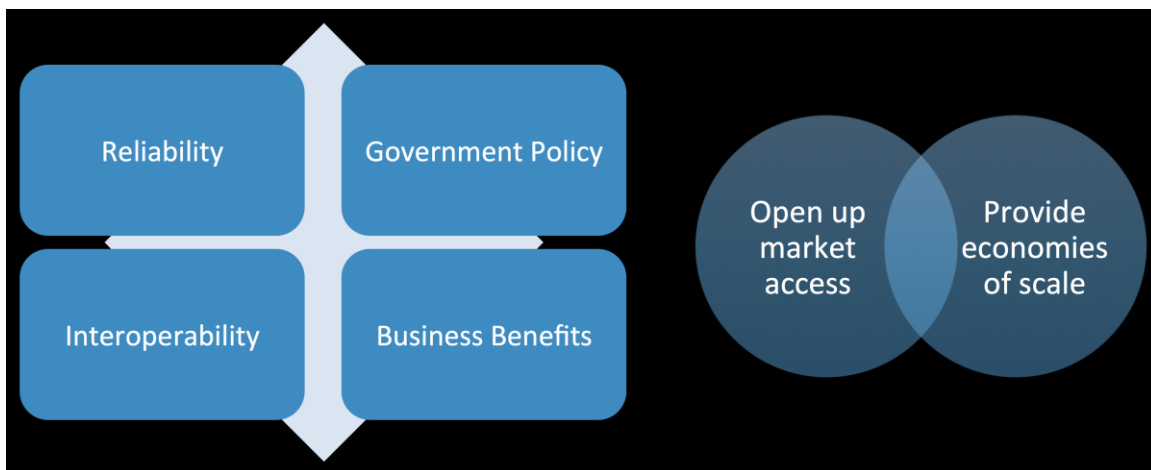 Reliability
Government Policy
Interoperability
Business Benefits
Open up
market
access
Provide
economies
of scale